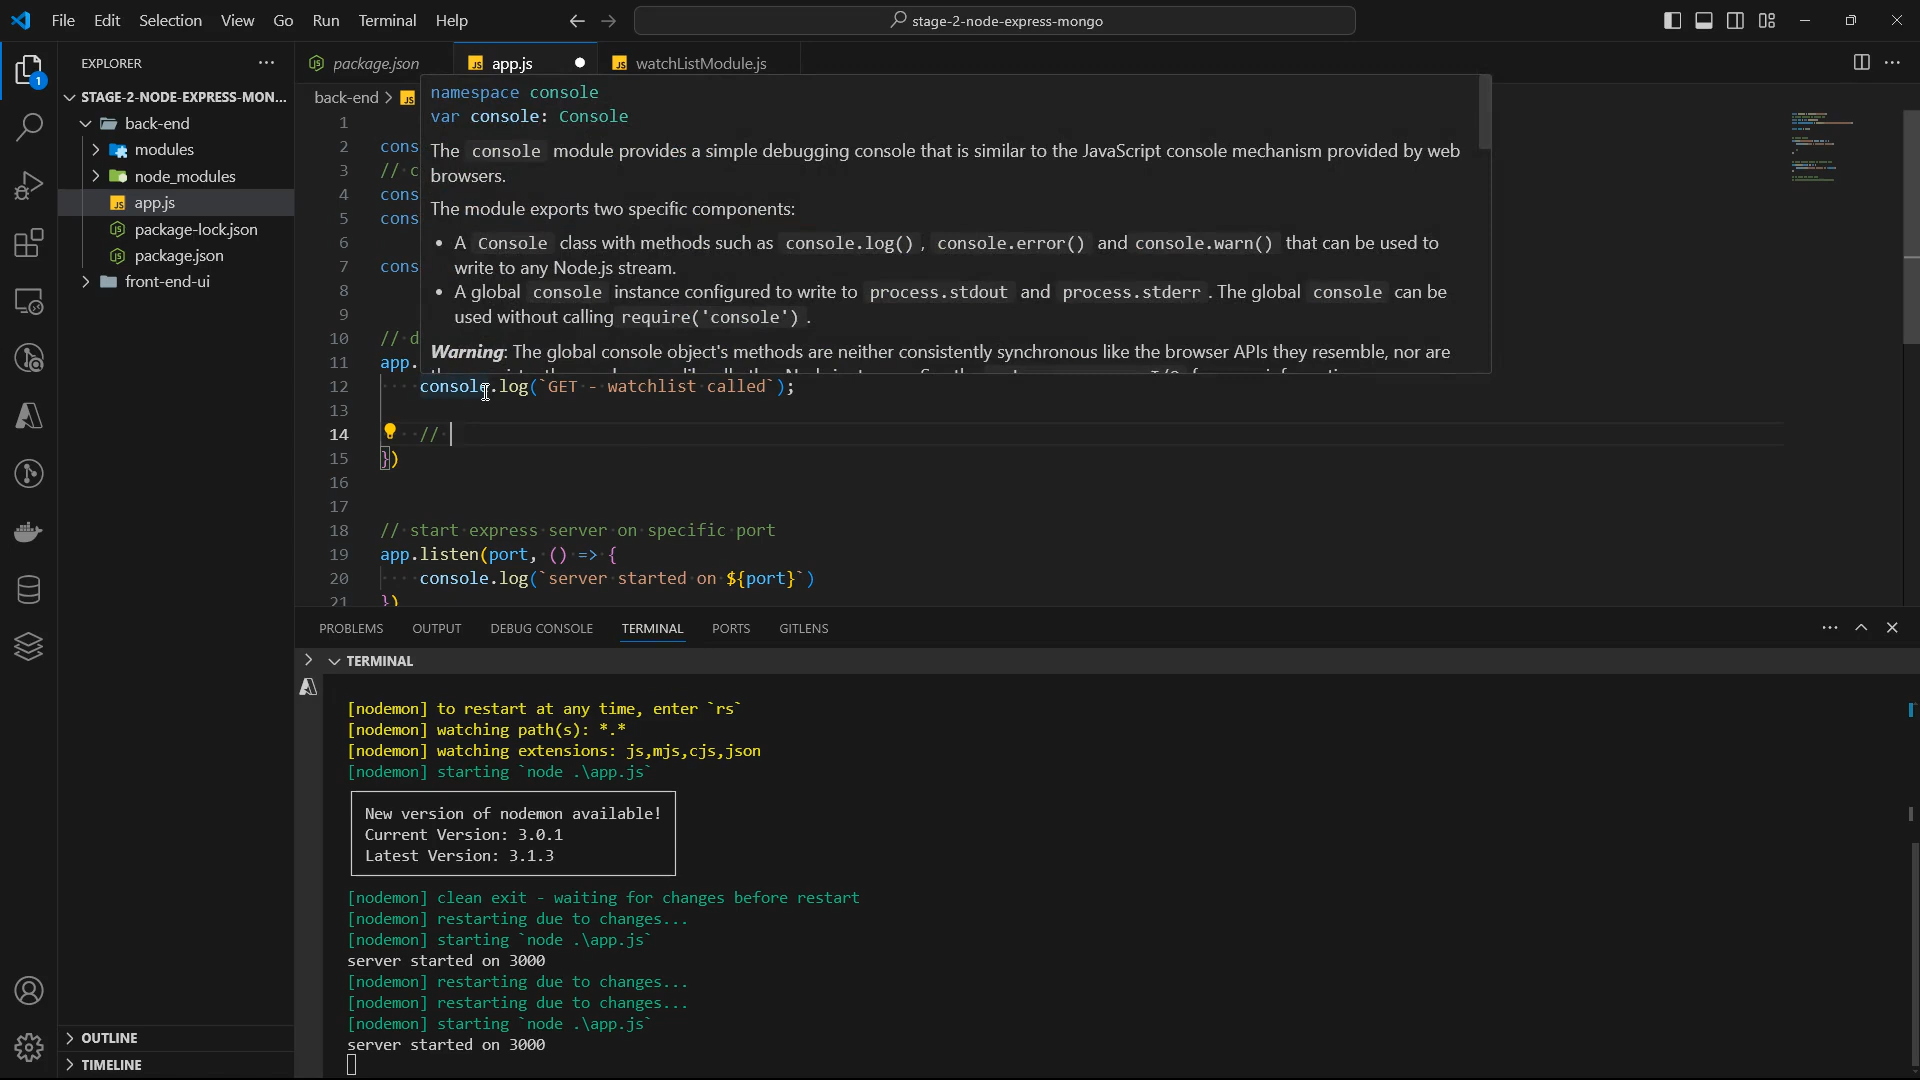 File Edit Selection View Go Run Terminal Help
stage-2-node-express-mongo
EXPLORER
STAGE-2-NODE-EXPRESS-MON...
back-end
modules
node_modules
JS app.js
package-lock.json
package.json
front-end-ui
OUTLINE
TIMELINE
1
package.json
JS app.js
JS watchListModule.js
back-end > JS
namespace console
var console: Console
The console module provides a simple debugging console that is similar to the JavaScript console mechanism provided by web
browsers.
The module exports two specific components:
• A Console class with methods such as console.log(), console.error() and console.warn() that can be used to
write to any Node.js stream.
• A global console instance configured to write to process.stdout and process.stderr. The global console can be
used without calling require('console').
Warning: The global console object's methods are neither consistently synchronous like the browser APIs they resemble, nor are
1
2 cons
3 // c
4 cons
5 cons
6
7 cons
8
9
10 // d
11 app.
12 console.log(`GET - watchlist called`);
13
14 //
15 })
16
17
18 // start express server on specific port
19 app.listen(port, () => {
20 console.log(`server started on ${port}`)
21 })
PROBLEMS OUTPUT DEBUG CONSOLE TERMINAL PORTS GITLENS
TERMINAL
[nodemon] to restart at any time, enter `rs`
[nodemon] watching path(s): *.*
[nodemon] watching extensions: js,mjs,cjs,json
[nodemon] starting `node .\app.js`
New version of nodemon available!
Current Version: 3.0.1
Latest Version: 3.1.3
[nodemon] clean exit - waiting for changes before restart
[nodemon] restarting due to changes...
[nodemon] starting `node .\app.js`
server started on 3000
[nodemon] restarting due to changes...
[nodemon] restarting due to changes...
[nodemon] starting `node .\app.js`
server started on 3000